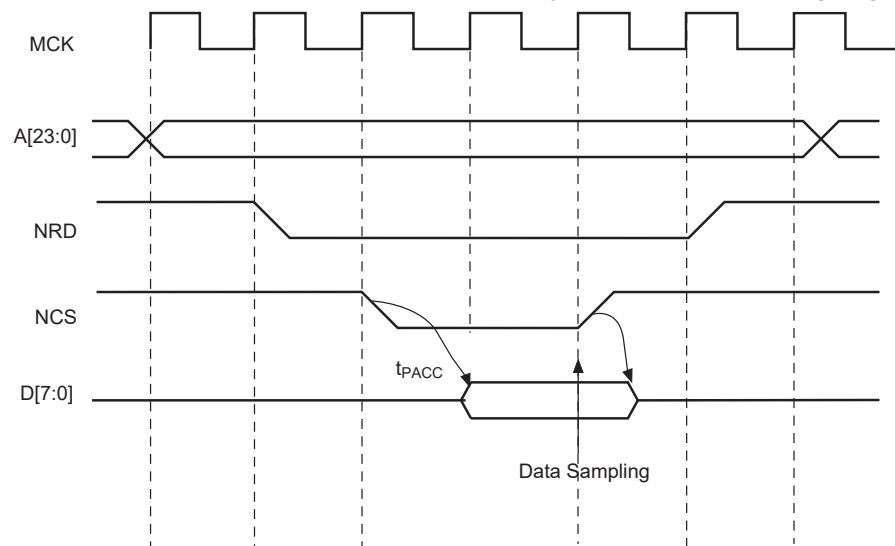 MCK
A[23:0]
NRD
NCS
tPACC
D[7:0]
Data Sampling